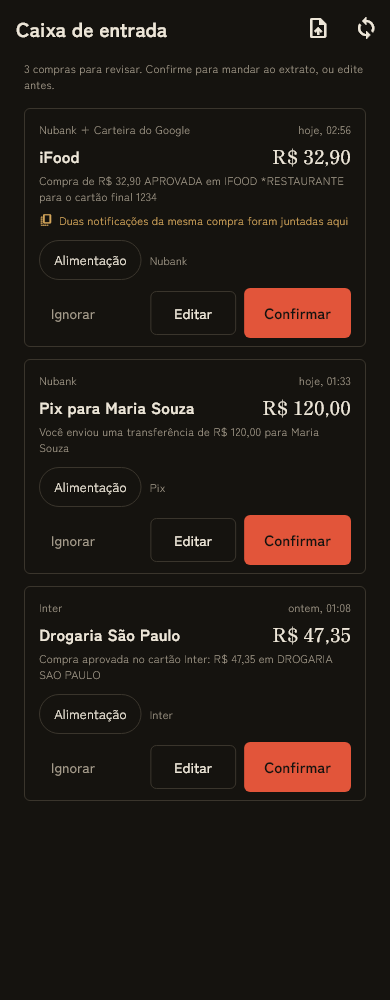 Caixa de entrada
3 compras para revisar. Confirme para mandar ao extrato, ou edite
antes.
Nubank + Carteira do Google
hoje, 02:56
iFood
R$ 32,90
Compra de R$ 32,90 APROVADA em IFOOD *RESTAURANTE
para o cartão final 1234
Duas notificações da mesma compra foram juntadas aqui
Alimentação
Nubank
Ignorar
Editar
Confirmar
Nubank
hoje, 01:33
Pix para Maria Souza
R$ 120,00
Você enviou uma transferência de R$ 120,00 para Maria
Souza
Alimentação
Pix
Ignorar
Editar
Confirmar
Inter
ontem, 01:08
Drogaria São Paulo
R$ 47,35
Compra aprovada no cartão Inter: R$ 47,35 em DROGARIA
SAO PAULO
Alimentação
Inter
Ignorar
Editar
Confirmar